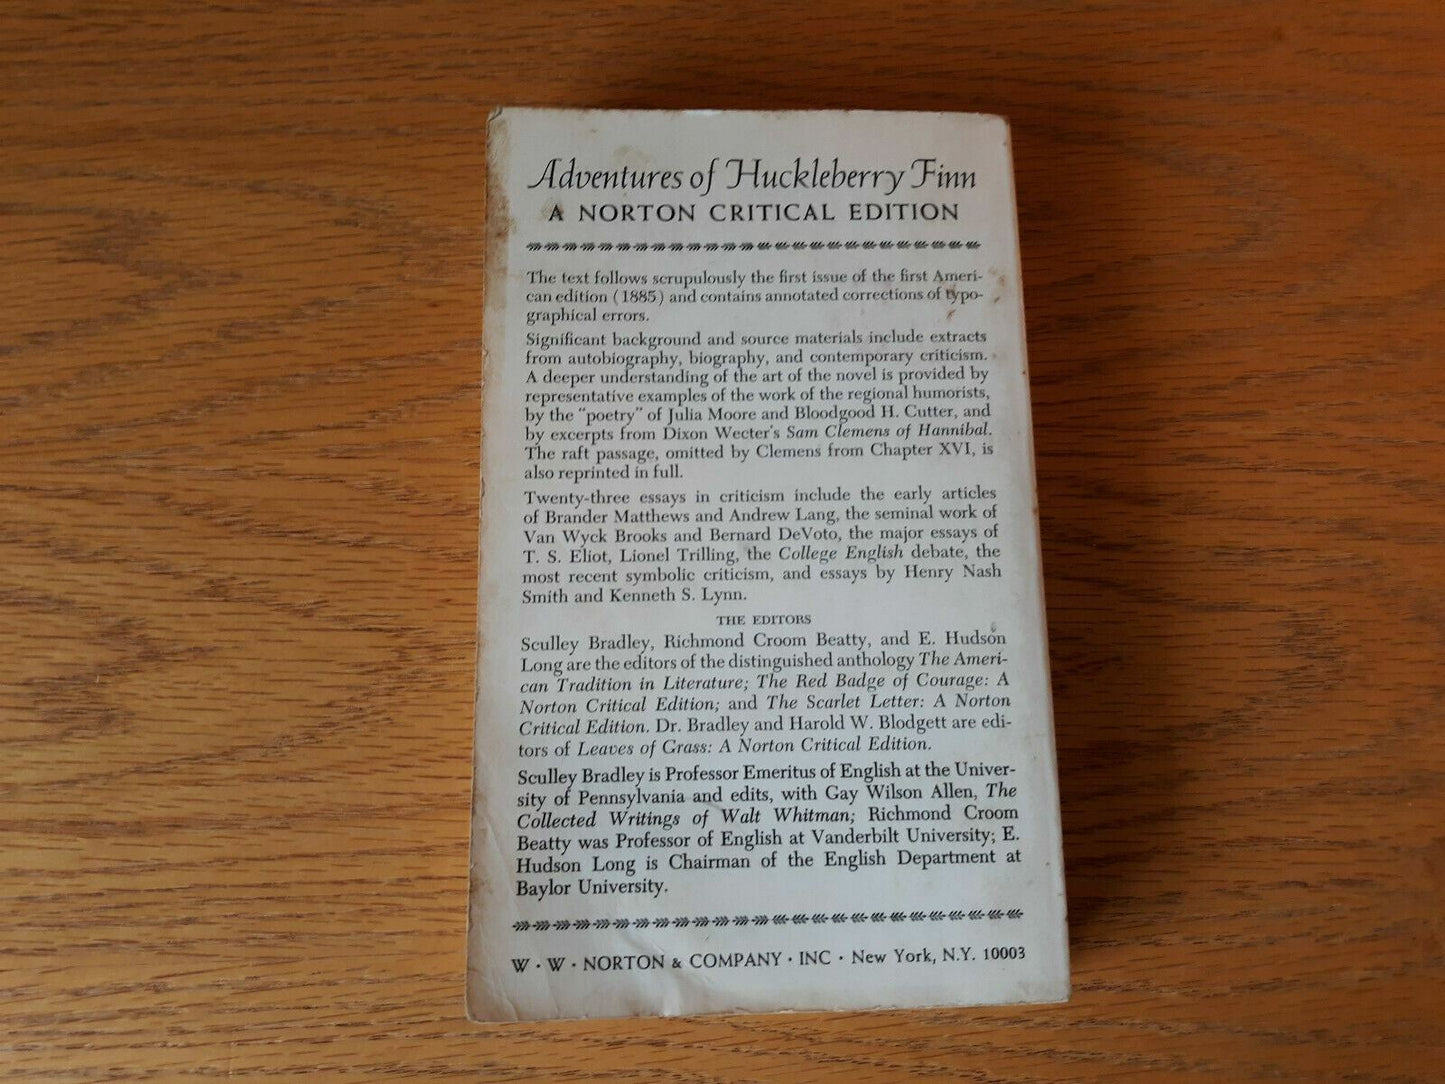 Adventures of Huckleberry Finn
A NORTON CRITICAL EDITION
The text follows scrupulously the first issue of the first Ameri-
can edition (1885) and contains annotated corrections of typo-
graphical errors.
Significant background and source materials include extracts
from autobiography, biography, and contemporary criticism.
A deeper understanding of the art of the novel is provided by
representative examples of the work of the regional humorists,
by the "poetry" of Julia Moore and Bloodgood H. Cutter, and
by excerpts from Dixon Wecter's Sam Clemens of Hannibal.
The raft passage, omitted by Clemens from Chapter XVI, is
also reprinted in full.
Twenty-three essays in criticism include the early articles
of Brander Matthews and Andrew Lang, the seminal work of
Van Wyck Brooks and Bernard DeVoto, the major essays of
T. S. Eliot, Lionel Trilling, the College English debate, the
most recent symbolic criticism, and essays by Henry Nash
Smith and Kenneth S. Lynn.
THE EDITORS
Sculley Bradley, Richmond Croom Beatty, and E. Hudson
Long are the editors of the distinguished anthology The Ameri-
can Tradition in Literature; The Red Badge of Courage: A
Norton Critical Edition; and The Scarlet Letter: A Norton
Critical Edition. Dr. Bradley and Harold W. Blodgett are edi-
tors of Leaves of Grass: A Norton Critical Edition.
Sculley Bradley is Professor Emeritus of English at the Univer-
sity of Pennsylvania and edits, with Gay Wilson Allen, The
Collected Writings of Walt Whitman; Richmond Croom
Beatty was Professor of English at Vanderbilt University; E.
Hudson Long is Chairman of the English Department at
Baylor University.
W · W · NORTON & COMPANY · INC · New York, N.Y. 10003